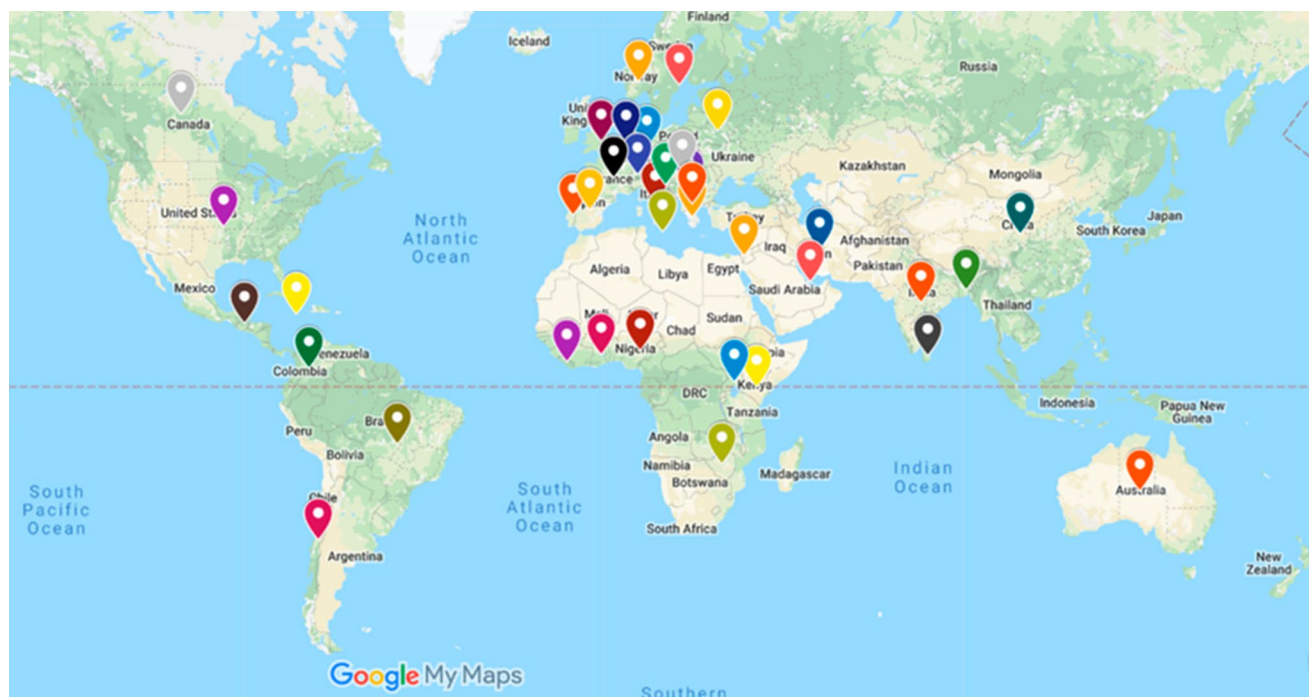 Finland
Iceland
Russia
Canada
Ukraine
Kazakhstan
Mongolia
United
North
Atlantic
Ocean
Japan
South Korea
Iraq
Afghanistan
Pakistan
Algeria
Libya
Egypt
Mexico
Saudi Arabia
Thailand
Sudan
Chad
Nigeria
Venezuela
Colombia
Kenya
DRC
Indonesia
Papua New
Guinea
Tanzania
Peru
Angola
Bolivia
Madagascar
Namibia
Botswana
Indian
Ocean
South
Pacific
Ocean
South
Atlantic
Ocean
Australia
South Africa
Argentina
New
Zealand
Google My Maps
Southern